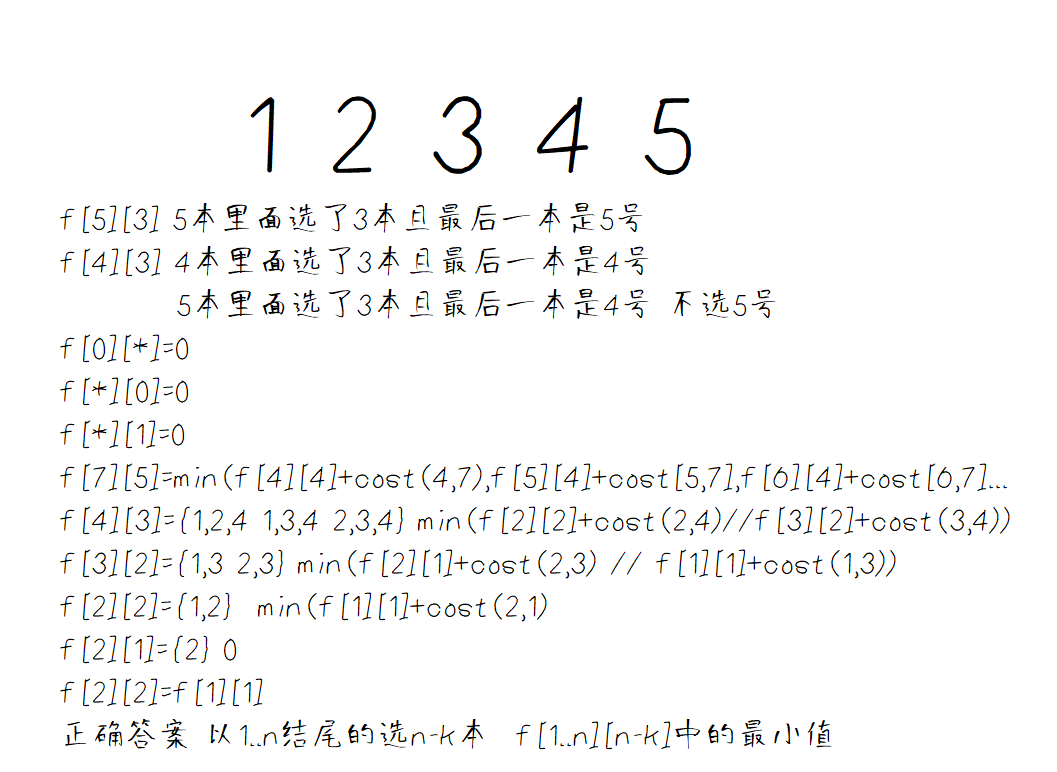 1 2 3 4 5
f[5][3] 5本里面选了3本且最后一本是5号
f[4][3] 4本里面选了3本且最后一本是4号
5本里面选了3本且最后一本是4号 不选5号
f[0][*]=0
f[*][0]=0
f[*][1]=0
f[7][5]=min(f[4][4]+cost(4,7),f[5][4]+cost[5,7],f[6][4]+cost[6,7]...
f[4][3]={1,2,4 1,3,4 2,3,4} min(f[2][2]+cost(2,4)//f[3][2]+cost(3,4))
f[3][2]={1,3 2,3} min(f[2][1]+cost(2,3) // f[1][1]+cost(1,3))
f[2][2]={1,2} min(f[1][1]+cost(2,1)
f[2][1]={2} 0
f[2][2]=f[1][1]
正确答案 以1..n结尾的选n-k本 f[1..n][n-k]中的最小值